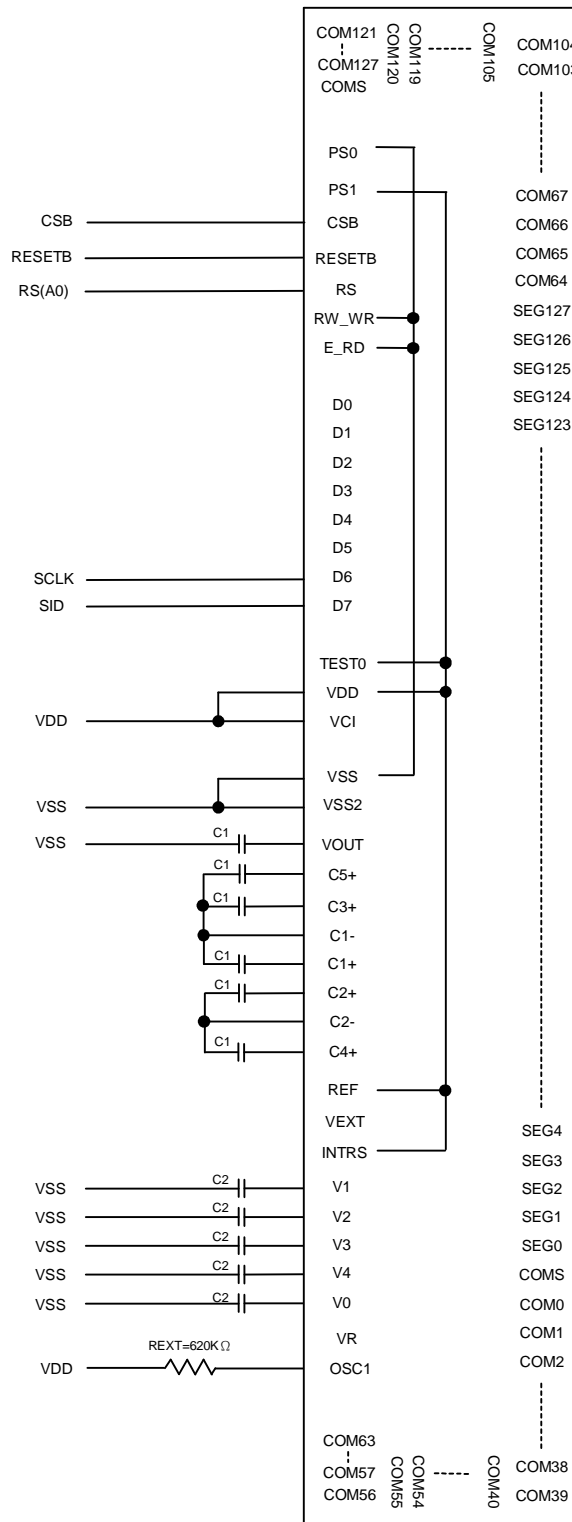 COM121
COM127
COMS
COM120
COM119
COM105
COM104
COM103
PS0
PS1
CSB
CSB
RESETB
RESETB
RS(A0)
RS
RW_WR
E_RD
D0
D1
D2
D3
D4
D5
SCLK
D6
SID
D7
COM67
COM66
COM65
COM64
SEG127
SEG126
SEG125
SEG124
SEG123
TEST0
VDD
VDD
VCI
VSS
VSS
VSS2
VSS
C1
VOUT
C1
C5+
C1
C3+
C1-
C1
C1+
C1
C2+
C2-
C1
C4+
REF
VEXT
INTRS
VSS
C2
V1
VSS
C2
V2
VSS
C2
V3
VSS
C2
V4
VSS
C2
V0
VR
VDD
REXT=620KΩ
OSC1
SEG4
SEG3
SEG2
SEG1
SEG0
COMS
COM0
COM1
COM2
COM63
COM57
COM56
COM55
COM54
COM40
COM38
COM39